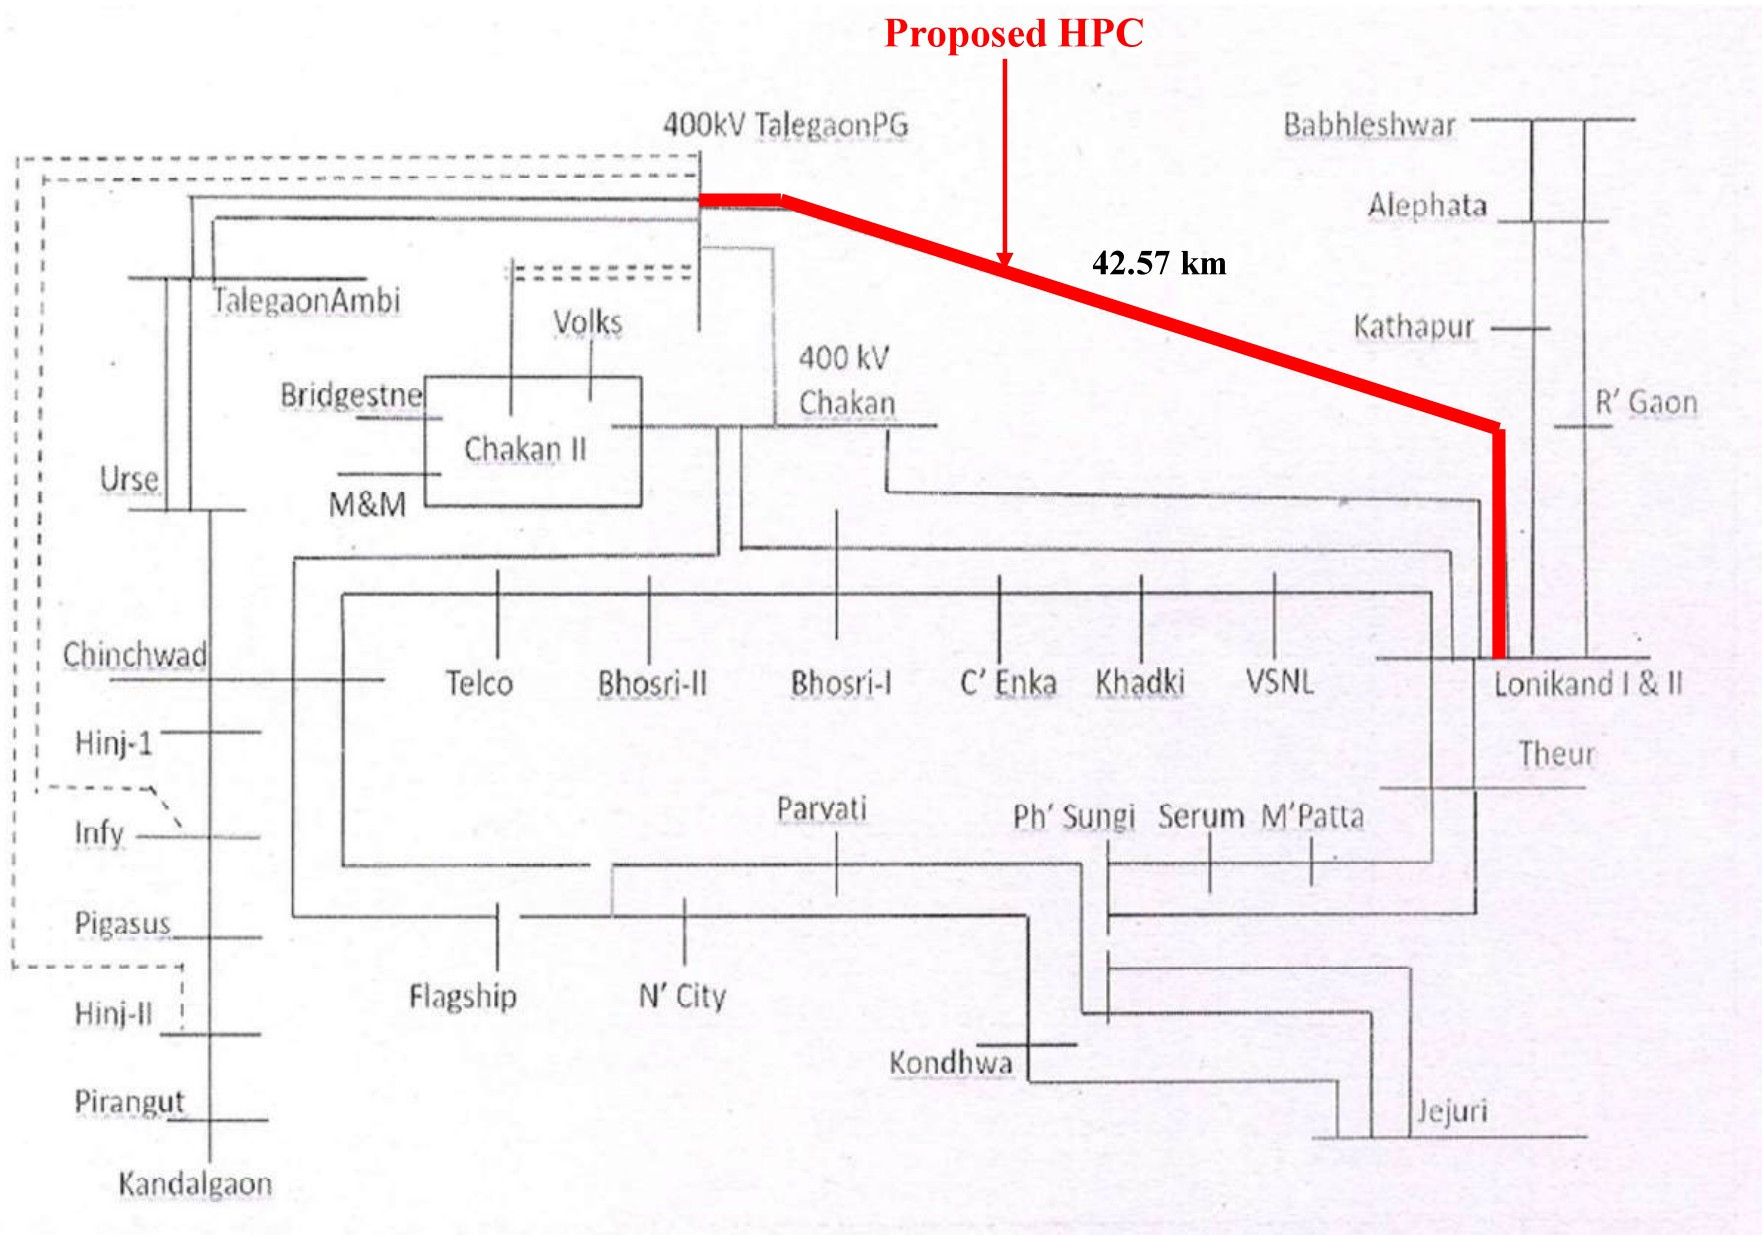 Proposed HPC
400kV TalegaonPG
Babhleshwar
Alephata
42.57 km
TalegaonAmbi
Volks
Kathapur
400 kV
Chakan
Bridgestne
R' Gaon
Chakan II
Urse
M&M
Chinchwad
Telco
Bhosri-II
Bhosri-I
C' Enka
Khadki
VSNL
Lonikand I & II
Hinj-1
Theur
Parvati
Ph' Sungi
Serum
M'Patta
Infy
Pigasus
Flagship
N' City
Hinj-II
Kondhwa
Pirangut
Jejuri
Kandalgaon